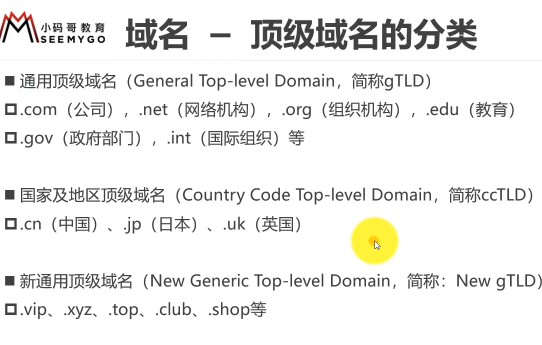 小码哥教育
SEEMYGO
域名 – 顶级域名的分类
■ 通用顶级域名（General Top-level Domain，简称gTLD）
.com（公司），.net（网络机构），.org（组织机构），.edu（教育）
.gov（政府部门），.int（国际组织）等
■ 国家及地区顶级域名（Country Code Top-level Domain，简称ccTLD）
.cn（中国）、.jp（日本）、.uk（英国）
■ 新通用顶级域名（New Generic Top-level Domain，简称：New gTLD）
.vip、.xyz、.top、.club、.shop等